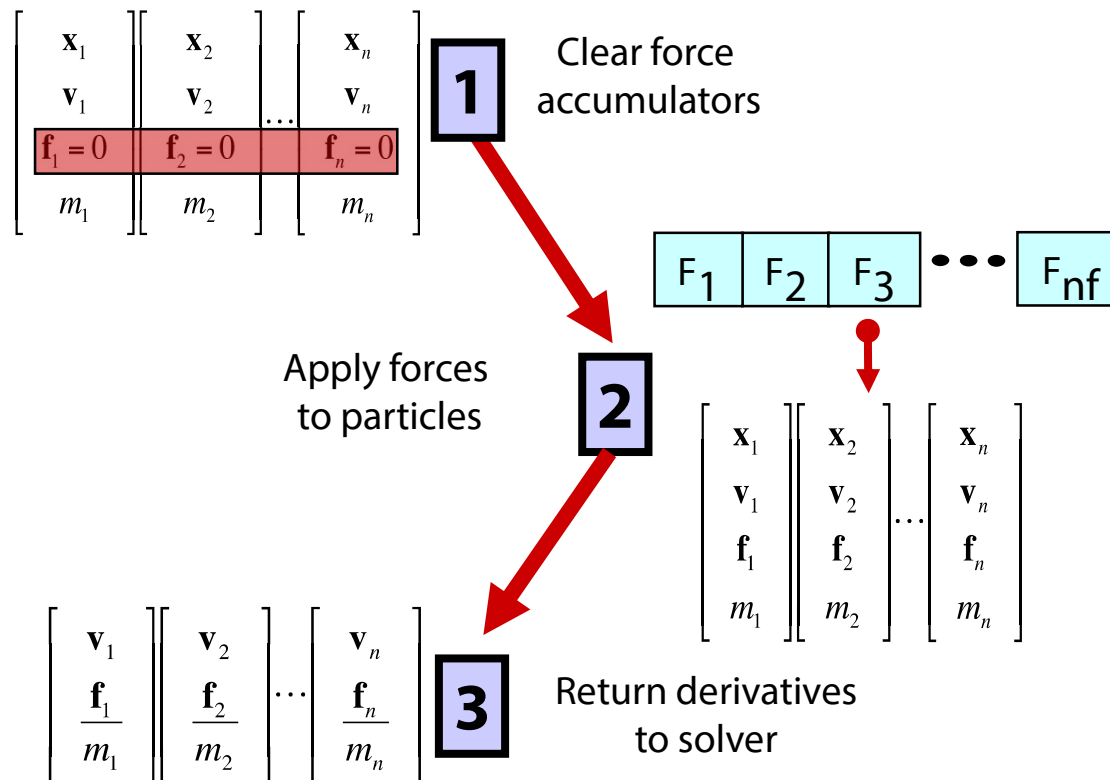 x₁ x₂ xₙ
v₁ v₂ … vₙ
f₁ = 0 f₂ = 0 fₙ = 0
m₁ m₂ mₙ
1
Clear force
accumulators
F₁ F₂ F₃ •••• F_nf
Apply forces
to particles
2
x₁ x₂ xₙ
v₁ v₂ … vₙ
f₁ f₂ fₙ
m₁ m₂ mₙ
v₁ v₂ … vₙ
f₁ f₂ fₙ
m₁ m₂ mₙ
3
Return derivatives
to solver